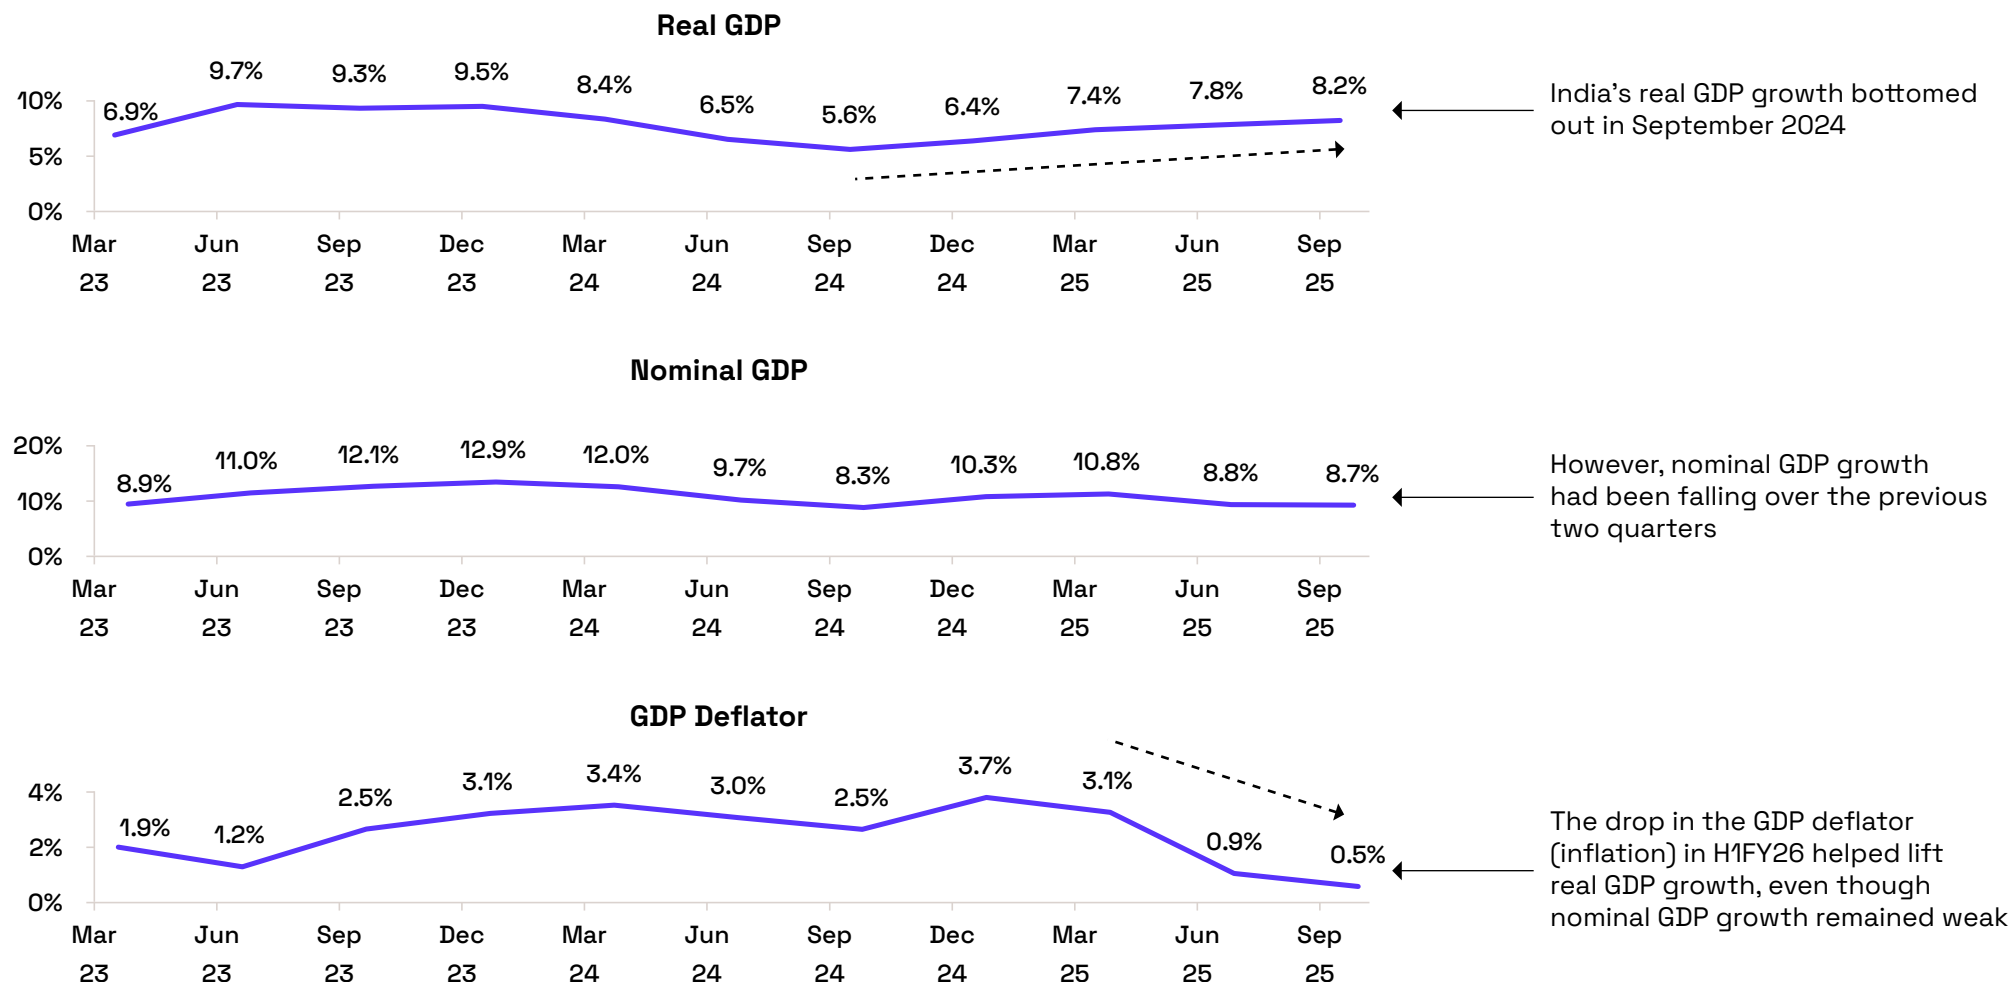 Real GDP
9.7% 9.3% 9.5% 8.4% 6.5% 5.6% 6.4% 7.4% 7.8% 8.2%
10% 6.9%
5%
0%
Mar Jun Sep Dec Mar Jun Sep Dec Mar Jun Sep
23 23 23 23 24 24 24 24 25 25 25
India's real GDP growth bottomed
out in September 2024
Nominal GDP
20%
8.9% 11.0% 12.1% 12.9% 12.0% 9.7% 8.3% 10.3% 10.8% 8.8% 8.7%
10%
0%
Mar Jun Sep Dec Mar Jun Sep Dec Mar Jun Sep
23 23 23 23 24 24 24 24 25 25 25
However, nominal GDP growth
had been falling over the previous
two quarters
GDP Deflator
4%
1.9% 1.2% 2.5% 3.1% 3.4% 3.0% 2.5% 3.7% 3.1% 0.9% 0.5%
2%
0%
Mar Jun Sep Dec Mar Jun Sep Dec Mar Jun Sep
23 23 23 23 24 24 24 24 25 25 25
The drop in the GDP deflator
(inflation) in H1FY26 helped lift
real GDP growth, even though
nominal GDP growth remained weak